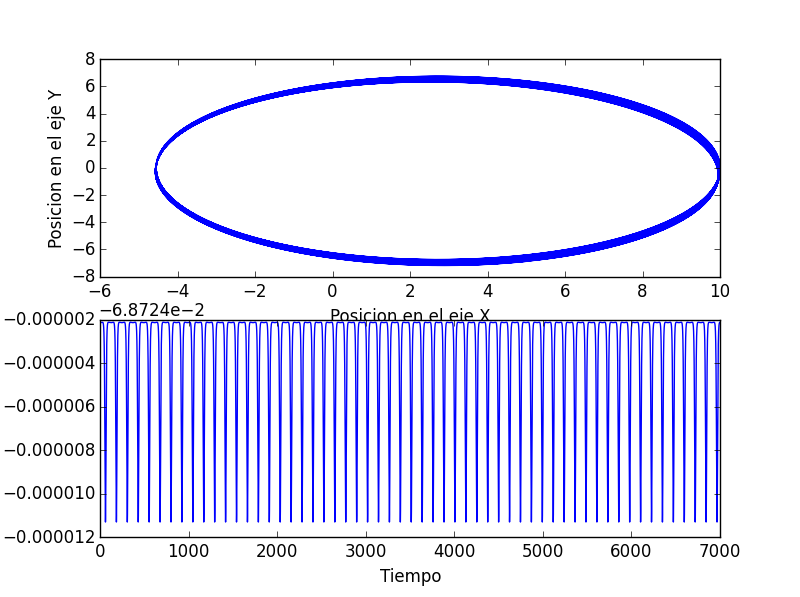 8
6
4
2
0
−2
−4
−6
−8
Posicion en el eje Y
−6 −4 −2 0 2 4 6 8 10
Posicion en el eje X
−6.8724e−2
−0.000002
−0.000004
−0.000006
−0.000008
−0.000010
−0.000012
0 1000 2000 3000 4000 5000 6000 7000
Tiempo